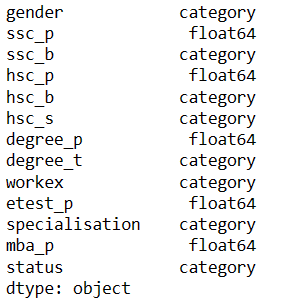 gender category
ssc_p float64
ssc_b category
hsc_p float64
hsc_b category
hsc_s category
degree_p float64
degree_t category
workex category
etest_p float64
specialisation category
mba_p float64
status category
dtype: object